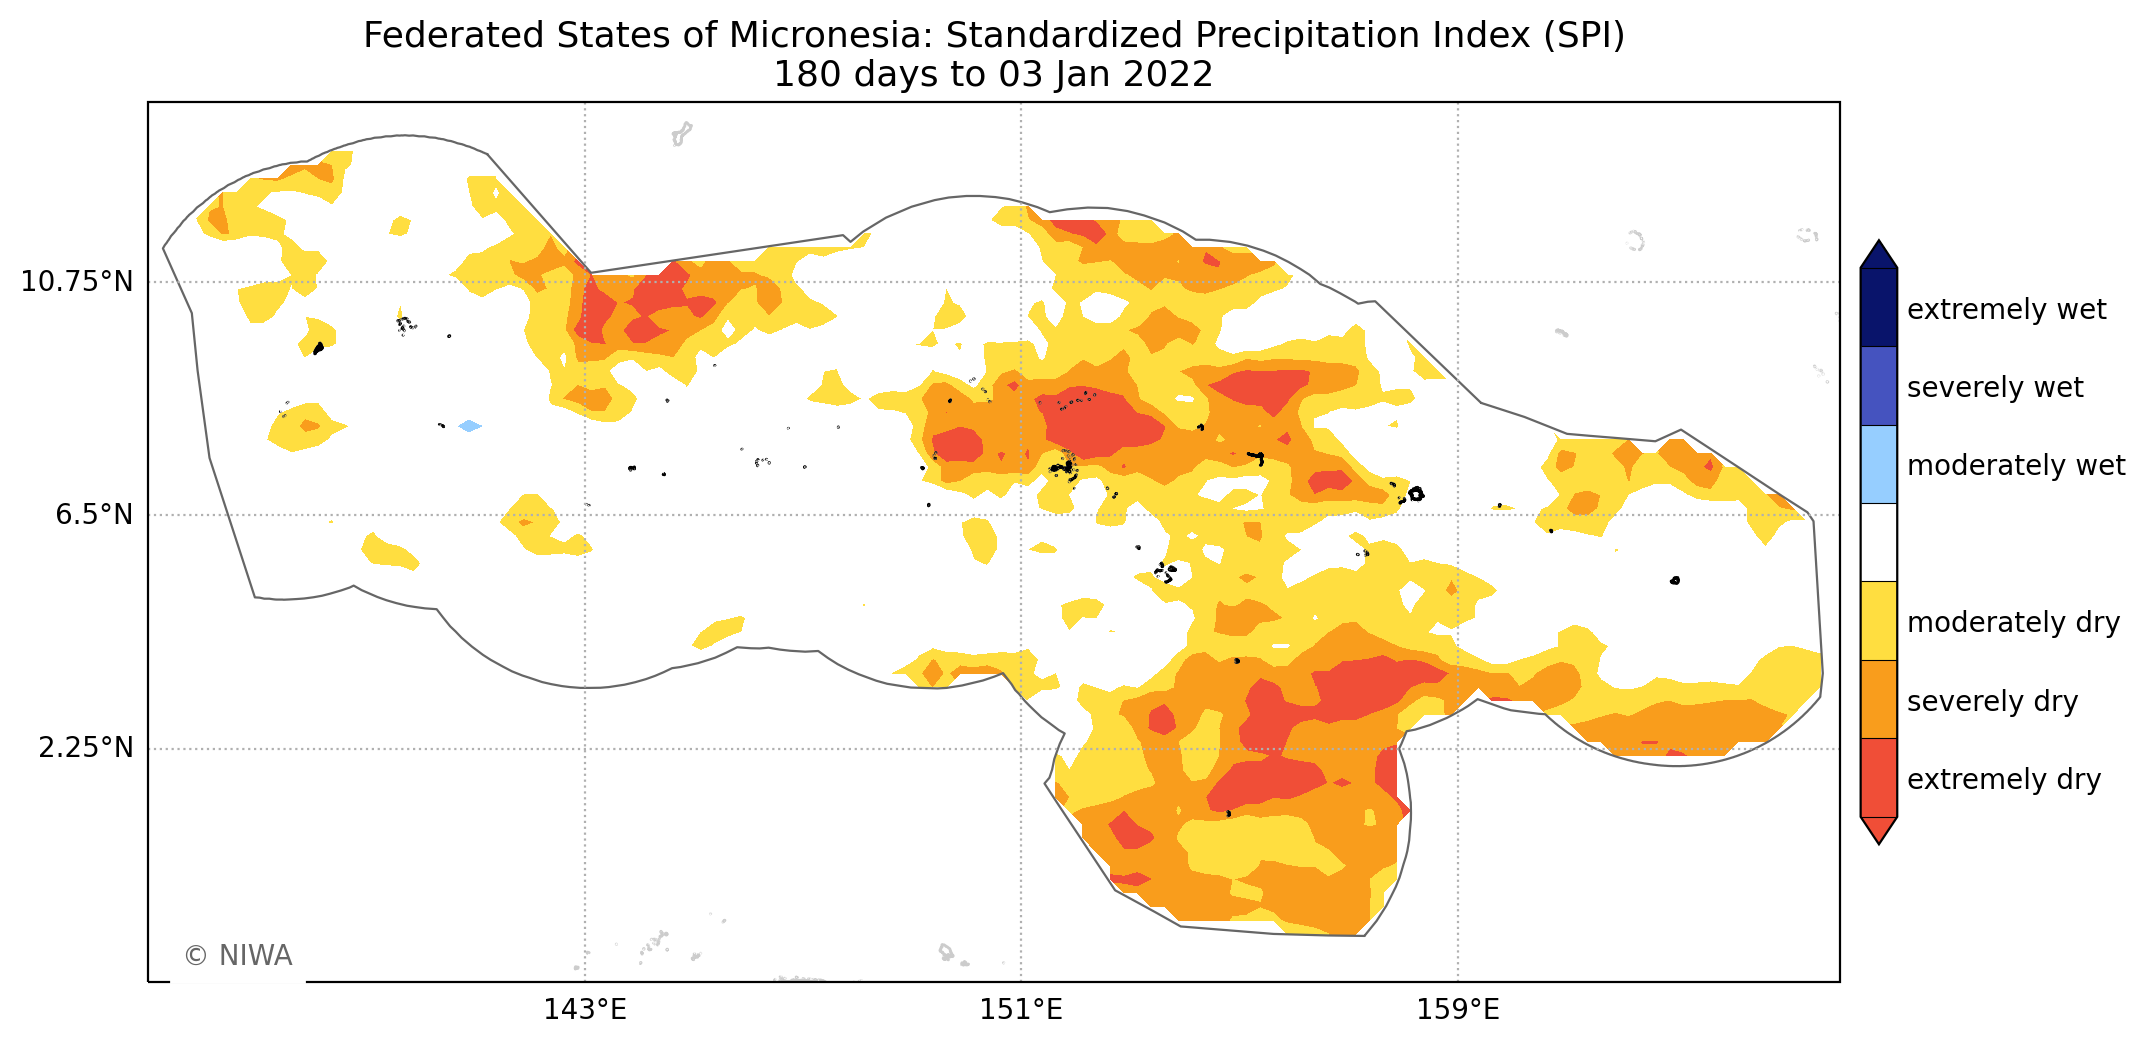 Federated States of Micronesia: Standardized Precipitation Index (SPI)
180 days to 03 Jan 2022
10.75°N
6.5°N
2.25°N
143°E
151°E
159°E
extremely wet
severely wet
moderately wet
moderately dry
severely dry
extremely dry
© NIWA